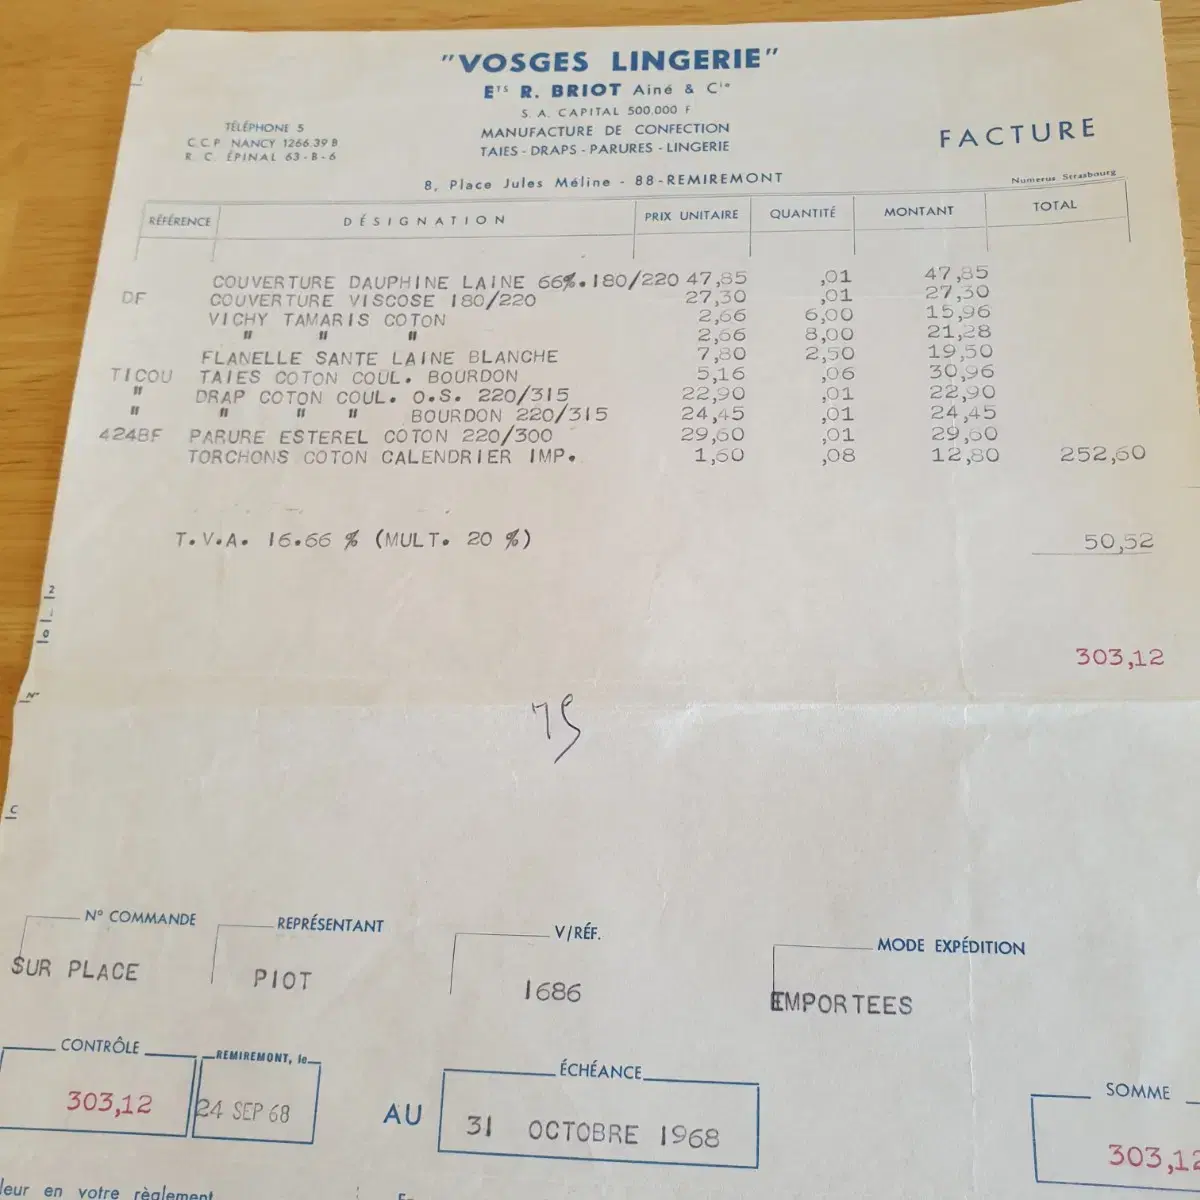 "VOSGES LINGERIE"
Ets R. BRIOT Ainé & Cie
S. A. CAPITAL 500.000 F
MANUFACTURE DE CONFECTION
TAIES - DRAPS - PARURES - LINGERIE
8, Place Jules Méline - 88-REMIREMONT
TÉLÉPHONE 5
C.C.P. NANCY 1266.39 B
R. C. ÉPINAL 63-B-6
FACTURE
Numerus Strasbourg
RÉFÉRENCE DÉSIGNATION PRIX UNITAIRE QUANTITÉ MONTANT TOTAL
COUVERTURE DAUPHINE LAINE 66%.180/220 47,85 ,01 47,85
DF COUVERTURE VISCOSE 180/220 27,30 ,01 27,30
VICHY TAMARIS COTON 2,66 6,00 15,96
" " " 2,66 8,00 21,28
FLANELLE SANTE LAINE BLANCHE 7,80 2,50 19,50
TICOU TAIES COTON COUL. BOURDON 5,16 ,06 30,96
" DRAP COTON COUL. O.S. 220/315 22,90 ,01 22,90
" " " " BOURDON 220/315 24,45 ,01 24,45
424BF PARURE ESTEREL COTON 220/300 29,60 ,01 29,60
TORCHONS COTON CALENDRIER IMP. 1,60 ,08 12,80 252,60
T.V.A. 16.66 % (MULT. 20 %) 50,52
303,12
N° COMMANDE REPRÉSENTANT V/RÉF. MODE EXPÉDITION
SUR PLACE PIOT 1686 EMPORTEES
CONTRÔLE REMIREMONT, le ÉCHÉANCE SOMME
303,12 24 SEP 68 AU 31 OCTOBRE 1968 303,12
leur en votre règlement